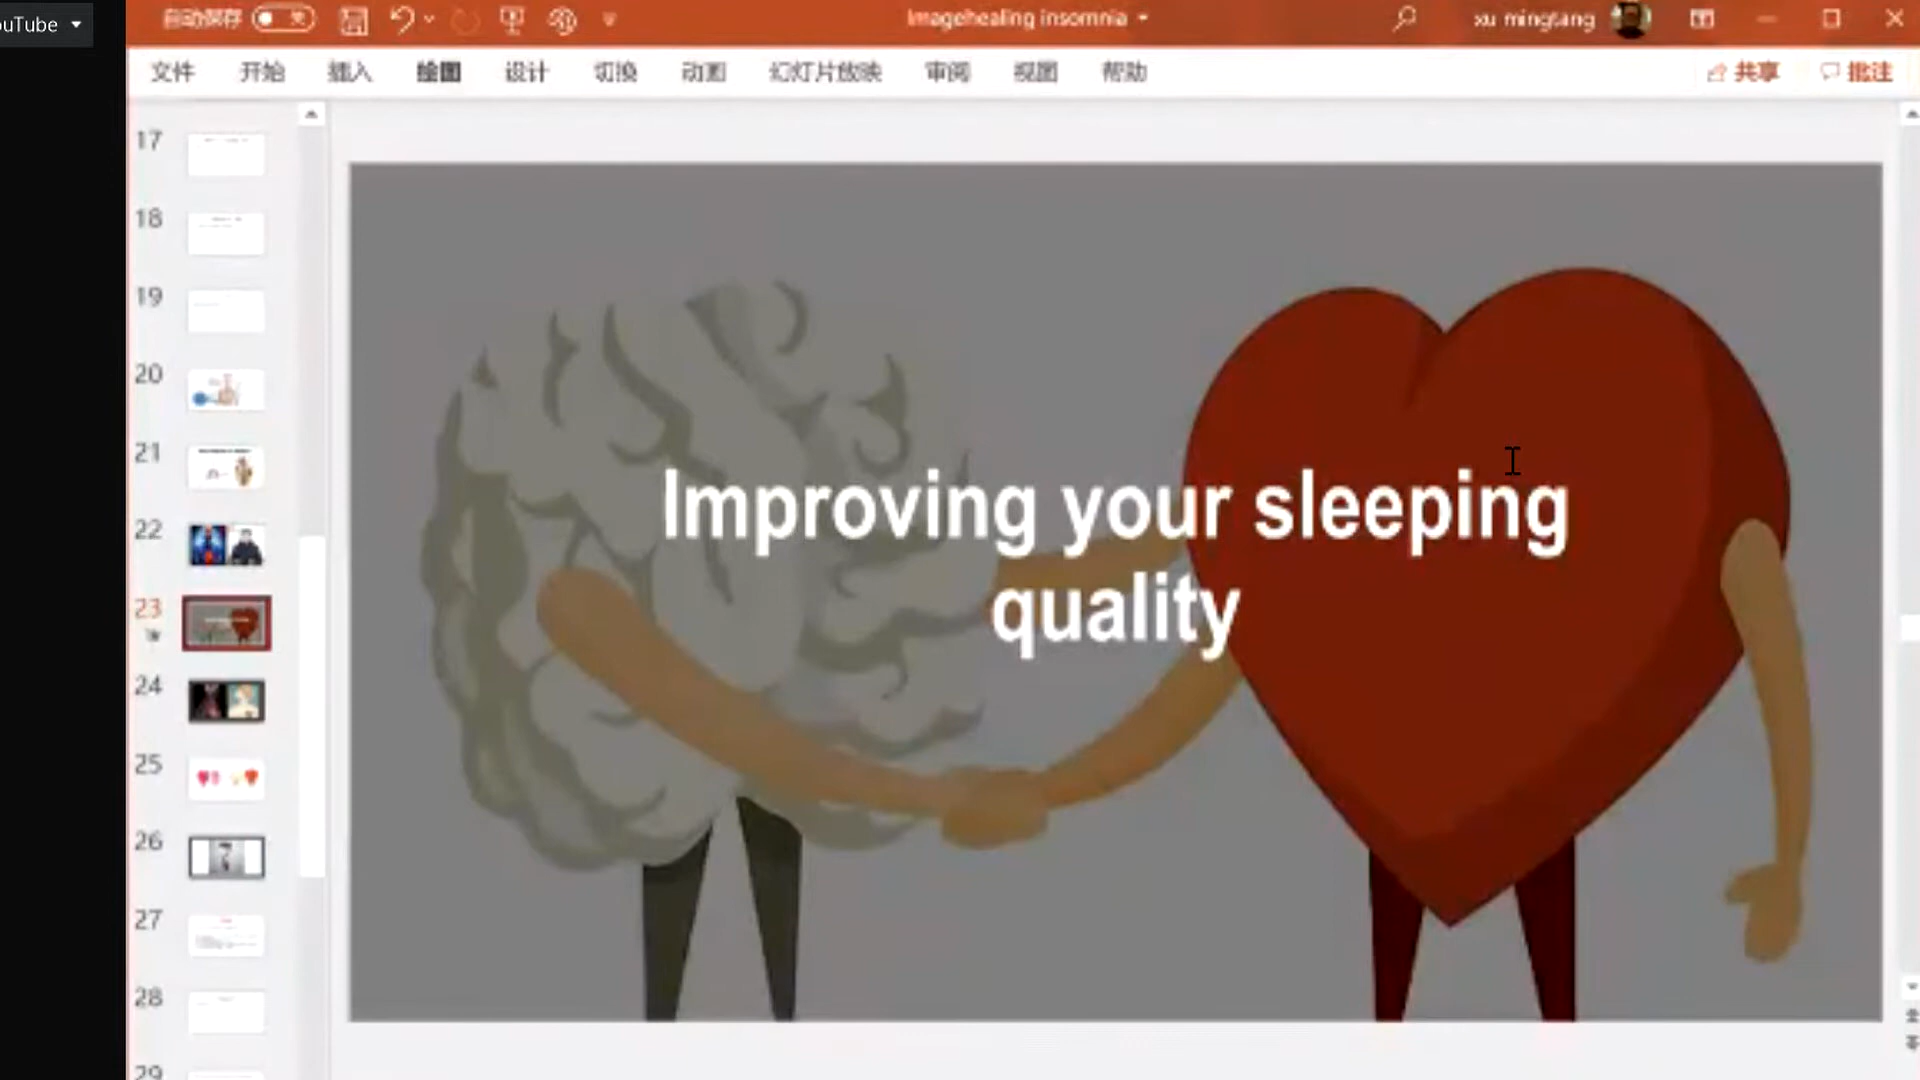 ouTube
自动保存 关
Imagehealing insomnia
xu mingtang
文件 开始 插入 绘图 设计 切换 动画 幻灯片放映 审阅 视图 帮助
共享 批注
17
18
19
20
21
22
23
24
25
26
27
28
29
Improving your sleeping
quality